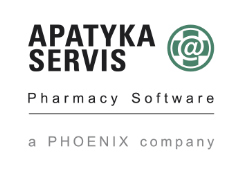 APATYKA
SERVIS
@
Pharmacy Software
a PHOENIX company